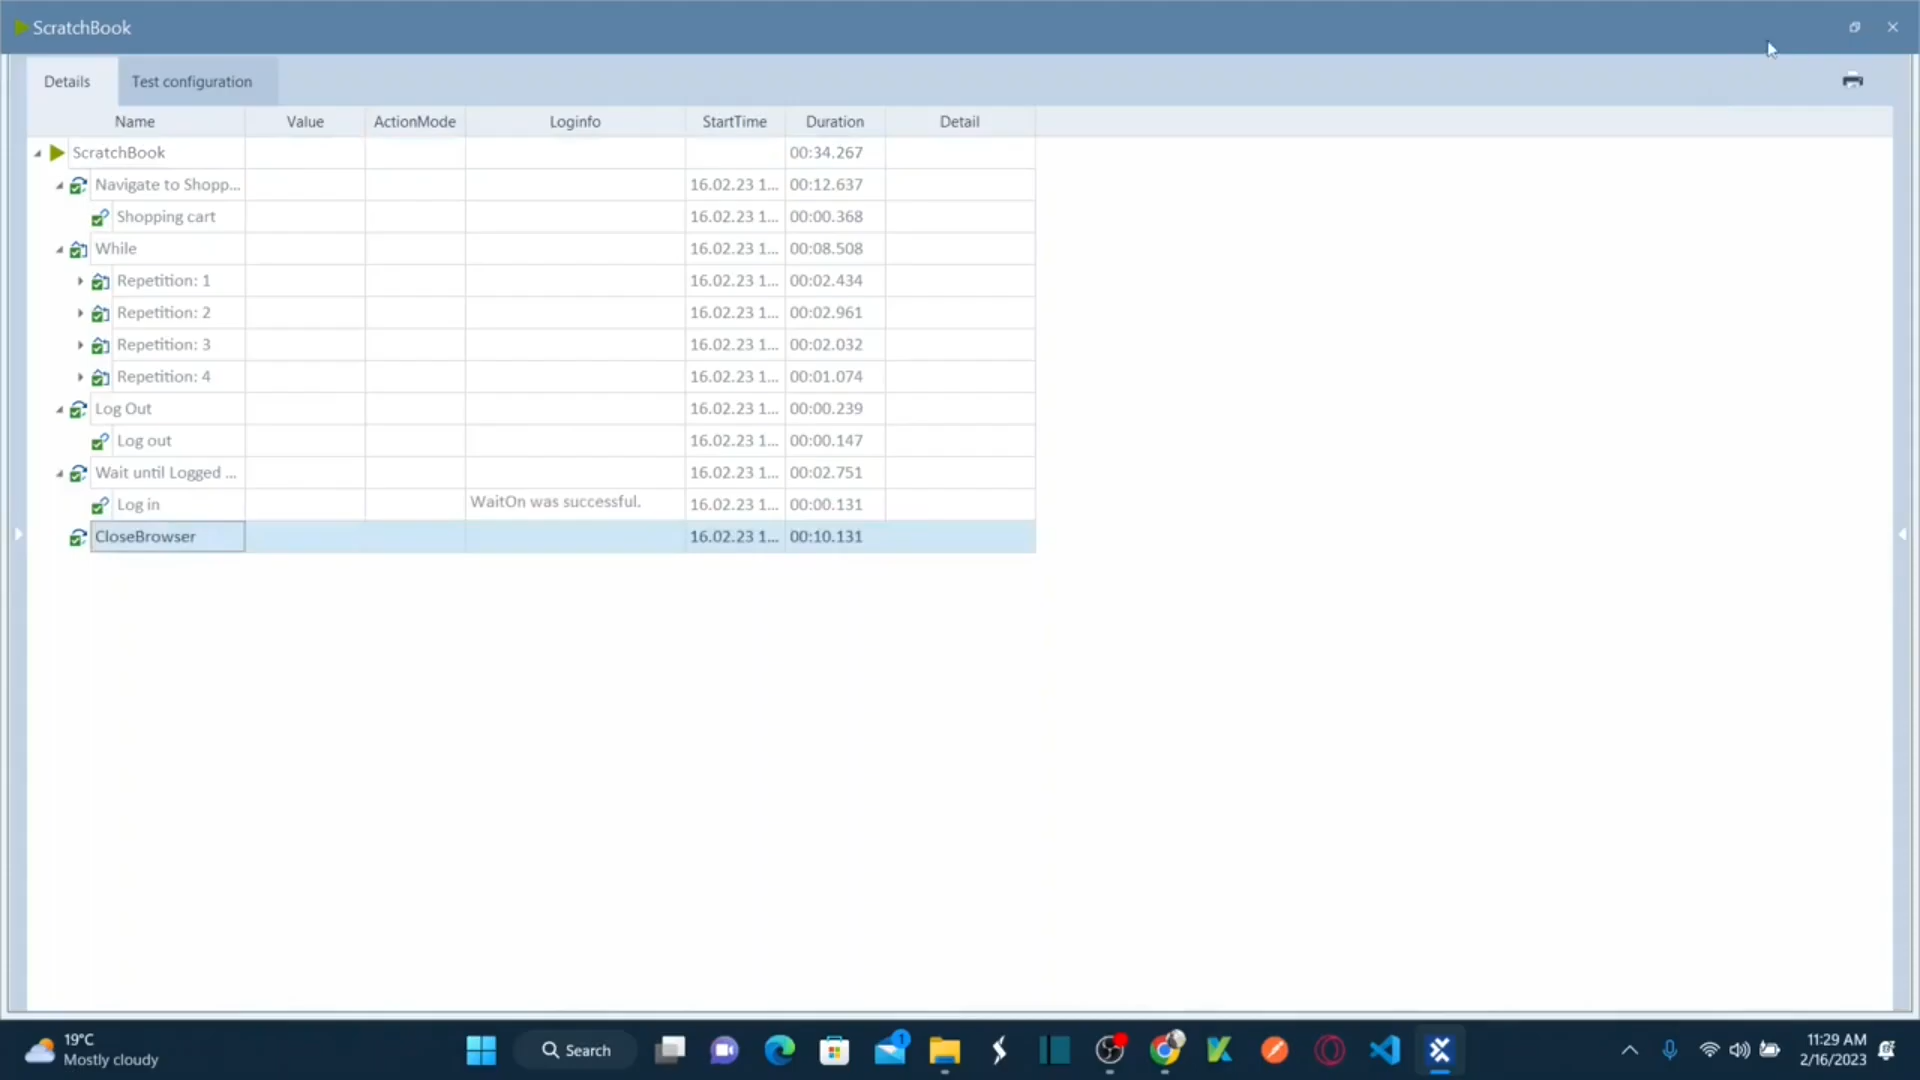 ScratchBook
Details Test configuration
Name Value ActionMode Loginfo StartTime Duration Detail
ScratchBook 00:34.267
Navigate to Shopp... 16.02.23 1... 00:12.637
Shopping cart 16.02.23 1... 00:00.368
While 16.02.23 1... 00:08.508
Repetition: 1 16.02.23 1... 00:02.434
Repetition: 2 16.02.23 1... 00:02.961
Repetition: 3 16.02.23 1... 00:02.032
Repetition: 4 16.02.23 1... 00:01.074
Log Out 16.02.23 1... 00:00.239
Log out 16.02.23 1... 00:00.147
Wait until Logged ... 16.02.23 1... 00:02.751
Log in WaitOn was successful. 16.02.23 1... 00:00.131
CloseBrowser 16.02.23 1... 00:10.131
19°C
Mostly cloudy
Search
1
11:29 AM
2/16/2023